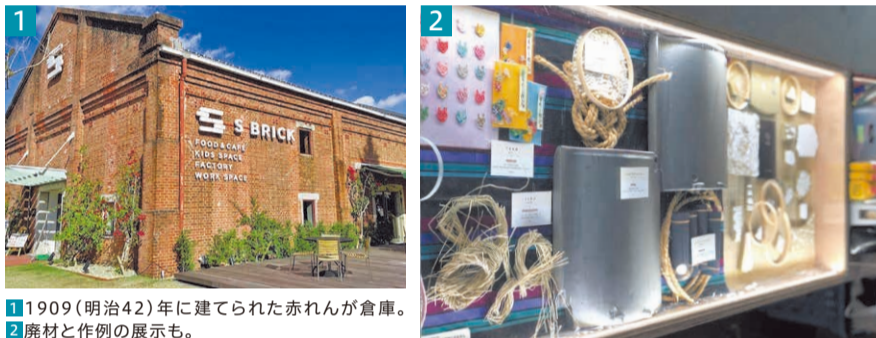 1
S BRICK
FOOD & CAFE
KIDS SPACE
FACTORY
WORK SPACE
2
1 1909(明治42)年に建てられた赤れんが倉庫。
2 廃材と作例の展示も。